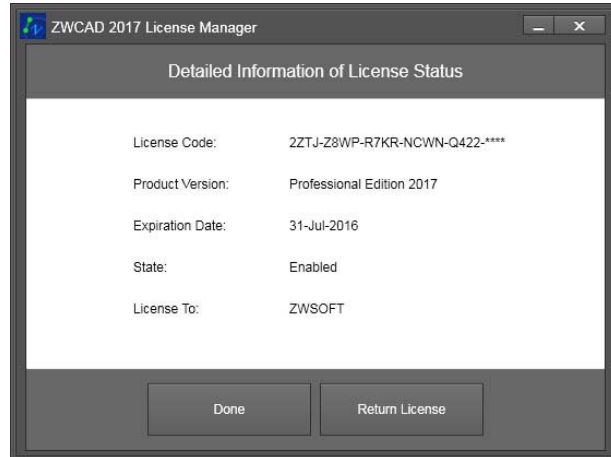 ZWCAD 2017 License Manager
Detailed Information of License Status
License Code: 2ZTJ-Z8WP-R7KR-NCWN-Q422-****
Product Version: Professional Edition 2017
Expiration Date: 31-Jul-2016
State: Enabled
License To: ZWSOFT
Done Return License